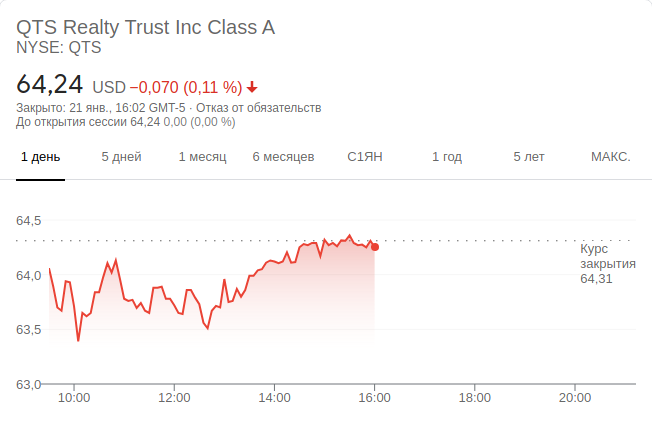 QTS Realty Trust Inc Class A
NYSE: QTS
64,24 USD −0,070 (0,11 %)
Закрыто: 21 янв., 16:02 GMT-5 · Отказ от обязательств
До открытия сессии 64,24 0,00 (0,00 %)
1 день 5 дней 1 месяц 6 месяцев С1ЯН 1 год 5 лет МАКС.
64,5
Курс
закрытия
64,31
64,0
63,5
63,0
10:00 12:00 14:00 16:00 18:00 20:00